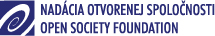 NADÁCIA OTVORENEJ SPOLOČNOSTI
OPEN SOCIETY FOUNDATION